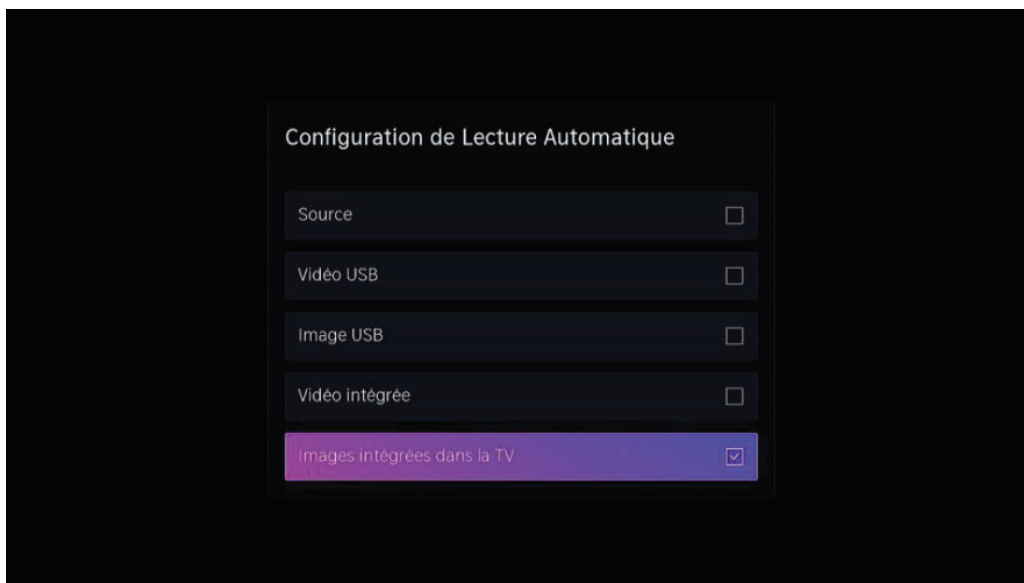 Configuration de Lecture Automatique
Source
Vidéo USB
Image USB
Vidéo intégrée
Images intégrées dans la TV